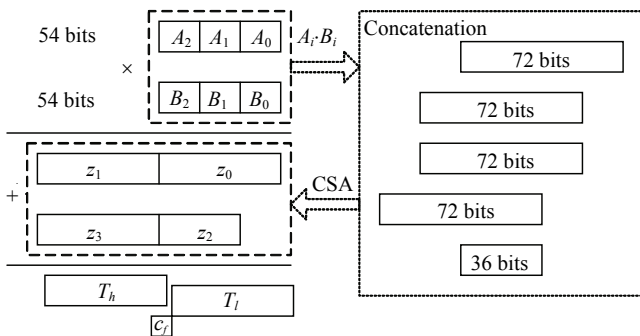 54 bits
A₂ A₁ A₀
×
54 bits
B₂ B₁ B₀
Aᵢ·Bᵢ
Concatenation
72 bits
72 bits
72 bits
72 bits
36 bits
CSA
+
z₁ z₀
z₃ z₂
Tₕ
Tₗ
c_f